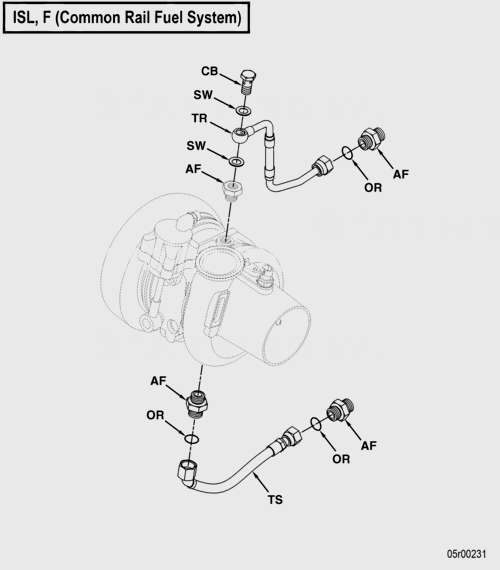 ISL, F (Common Rail Fuel System)
CB
SW
TR
SW
AF
OR
AF
AF
OR
AF
OR
TS
05r00231